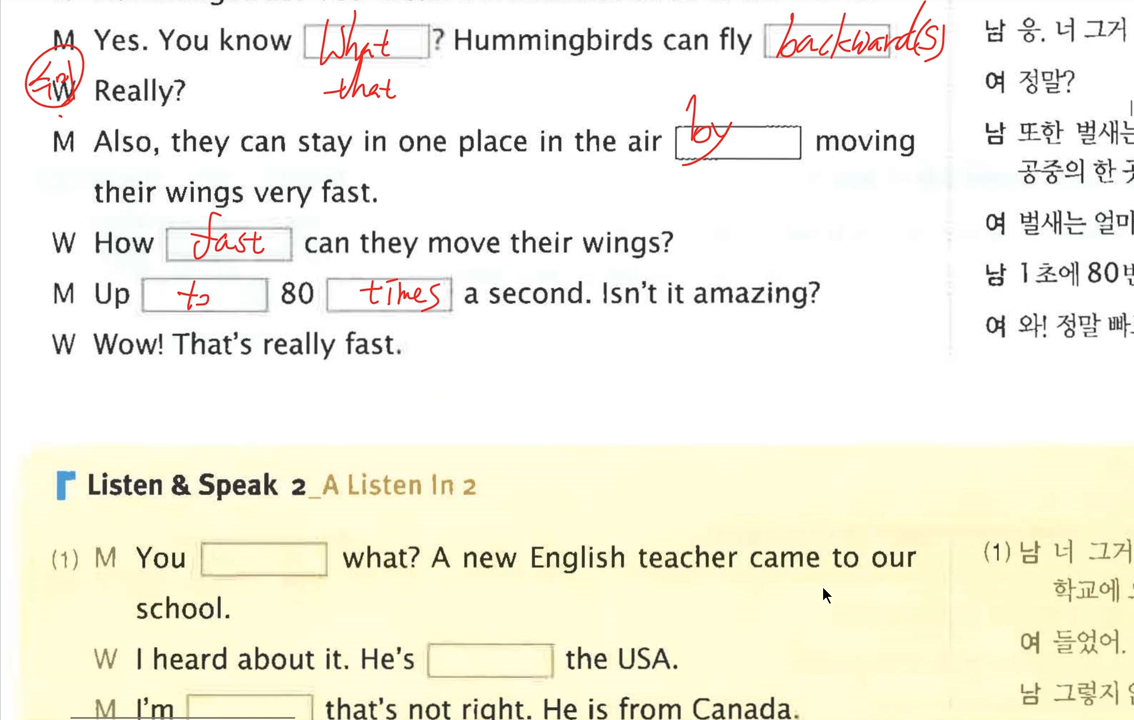 M Yes. You know What ? Hummingbirds can fly backward(s)
that
W Really?
M Also, they can stay in one place in the air by moving
their wings very fast.
W How fast can they move their wings?
M Up to 80 times a second. Isn't it amazing?
W Wow! That's really fast.
남 응. 너 그거
여 정말?
남 또한 벌새는
공중의 한 곳
여 벌새는 얼마
남 1초에 80번
여 와! 정말 빠
Listen & Speak 2_A Listen In 2
(1) M You what? A new English teacher came to our
school.
W I heard about it. He's the USA.
M I'm that's not right. He is from Canada.
(1) 남 너 그거
학교에
여 들었어.
남 그렇지